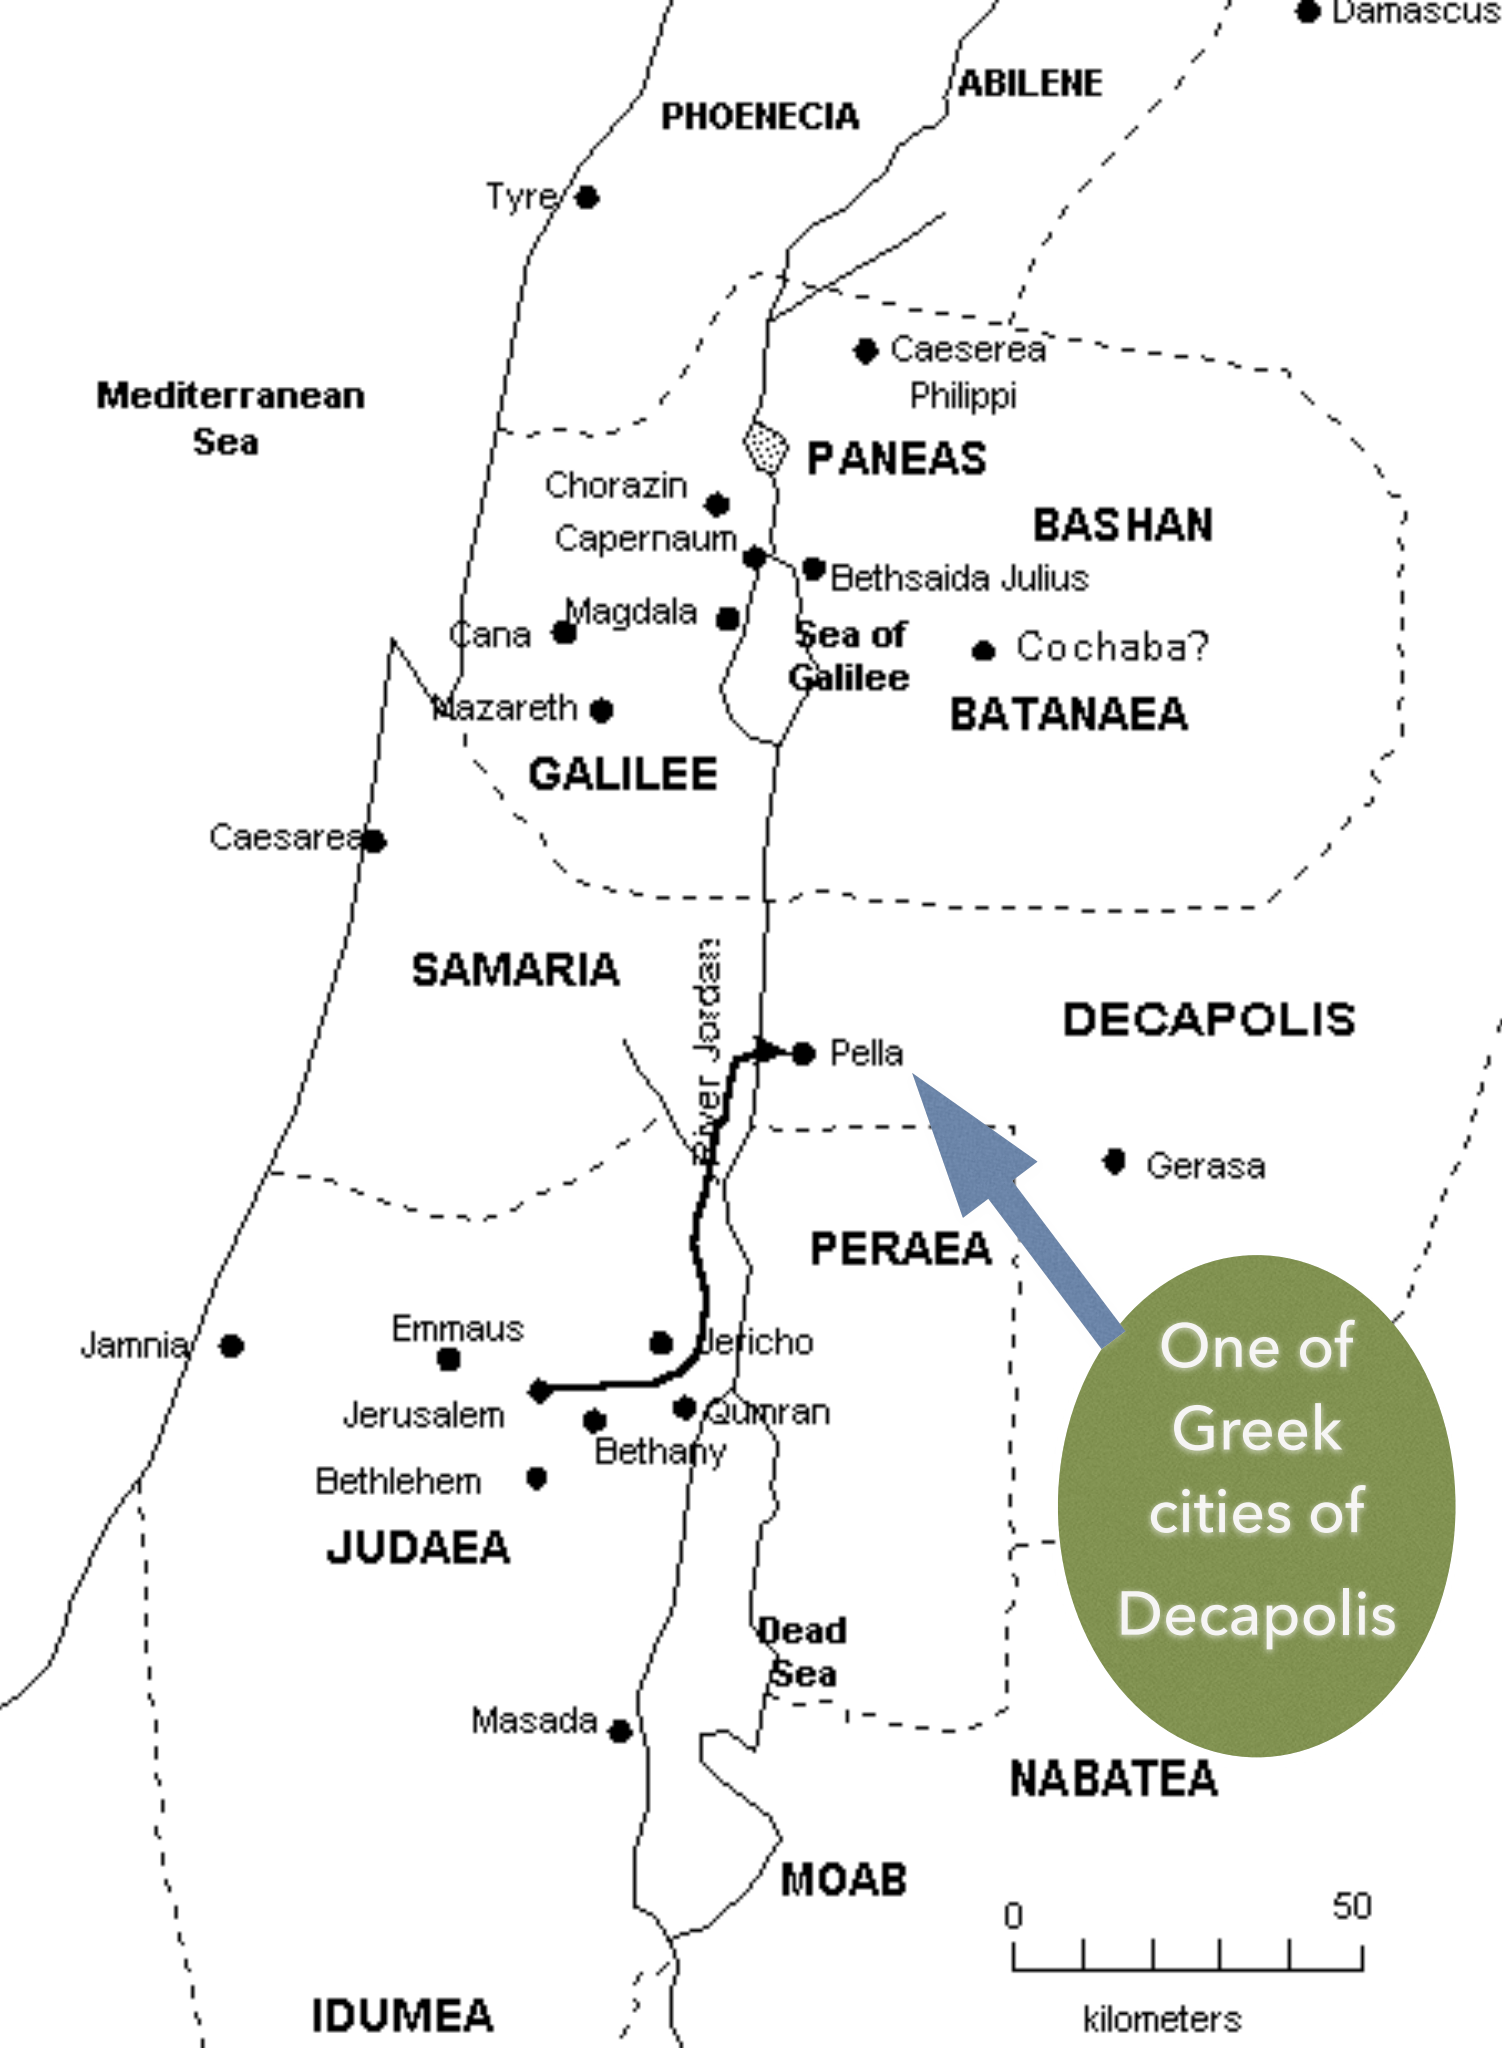 Damascus
ABILENE
PHOENECIA
Tyre
Caeserea
Philippi
Mediterranean
Sea
PANEAS
Chorazin
BASHAN
Capernaum
Bethsaida Julius
Magdala
Cana
Sea of
Galilee
Cochaba?
Nazareth
BATANAEA
GALILEE
Caesarea
SAMARIA
River Jordan
DECAPOLIS
Pella
Gerasa
PERAEA
Emmaus
Jamnia
Jericho
One of
Greek
cities of
Decapolis
Jerusalem
Qumran
Bethany
Bethlehem
JUDAEA
Dead
Sea
Masada
NABATEA
MOAB
0 50
kilometers
IDUMEA